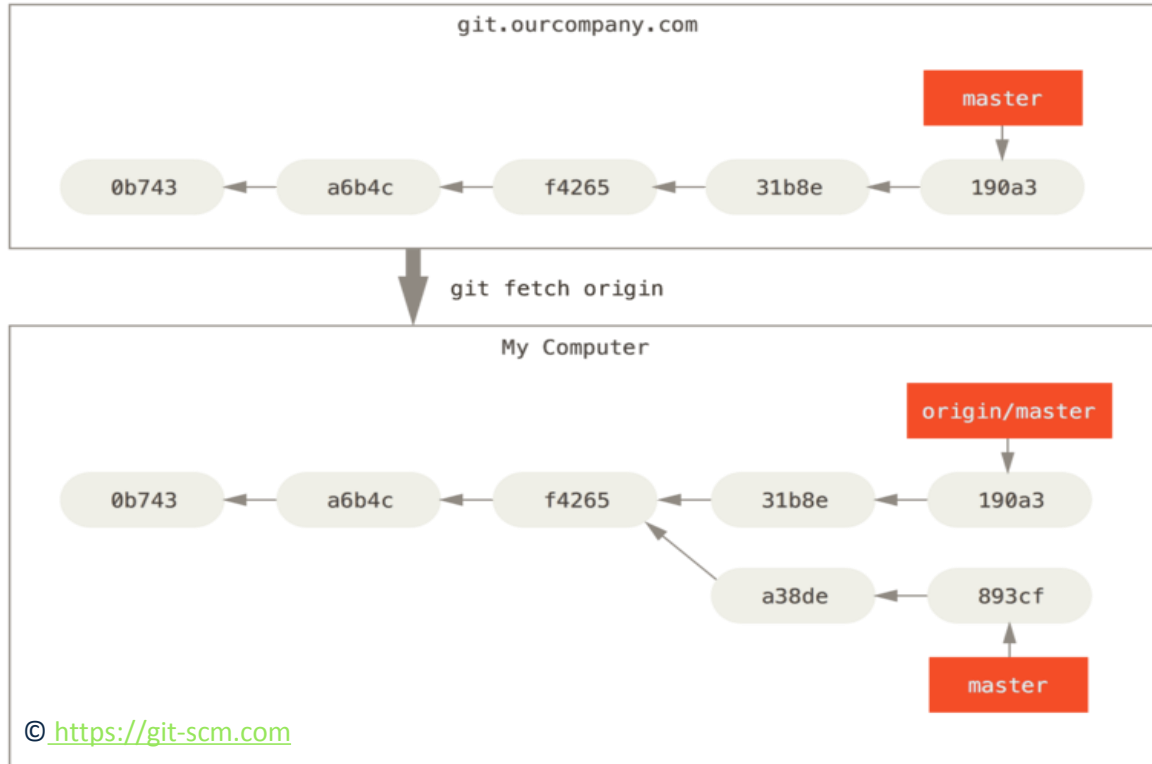 git.ourcompany.com
master
0b743 a6b4c f4265 31b8e 190a3
git fetch origin
My Computer
origin/master
0b743 a6b4c f4265 31b8e 190a3
a38de 893cf
master
© https://git-scm.com